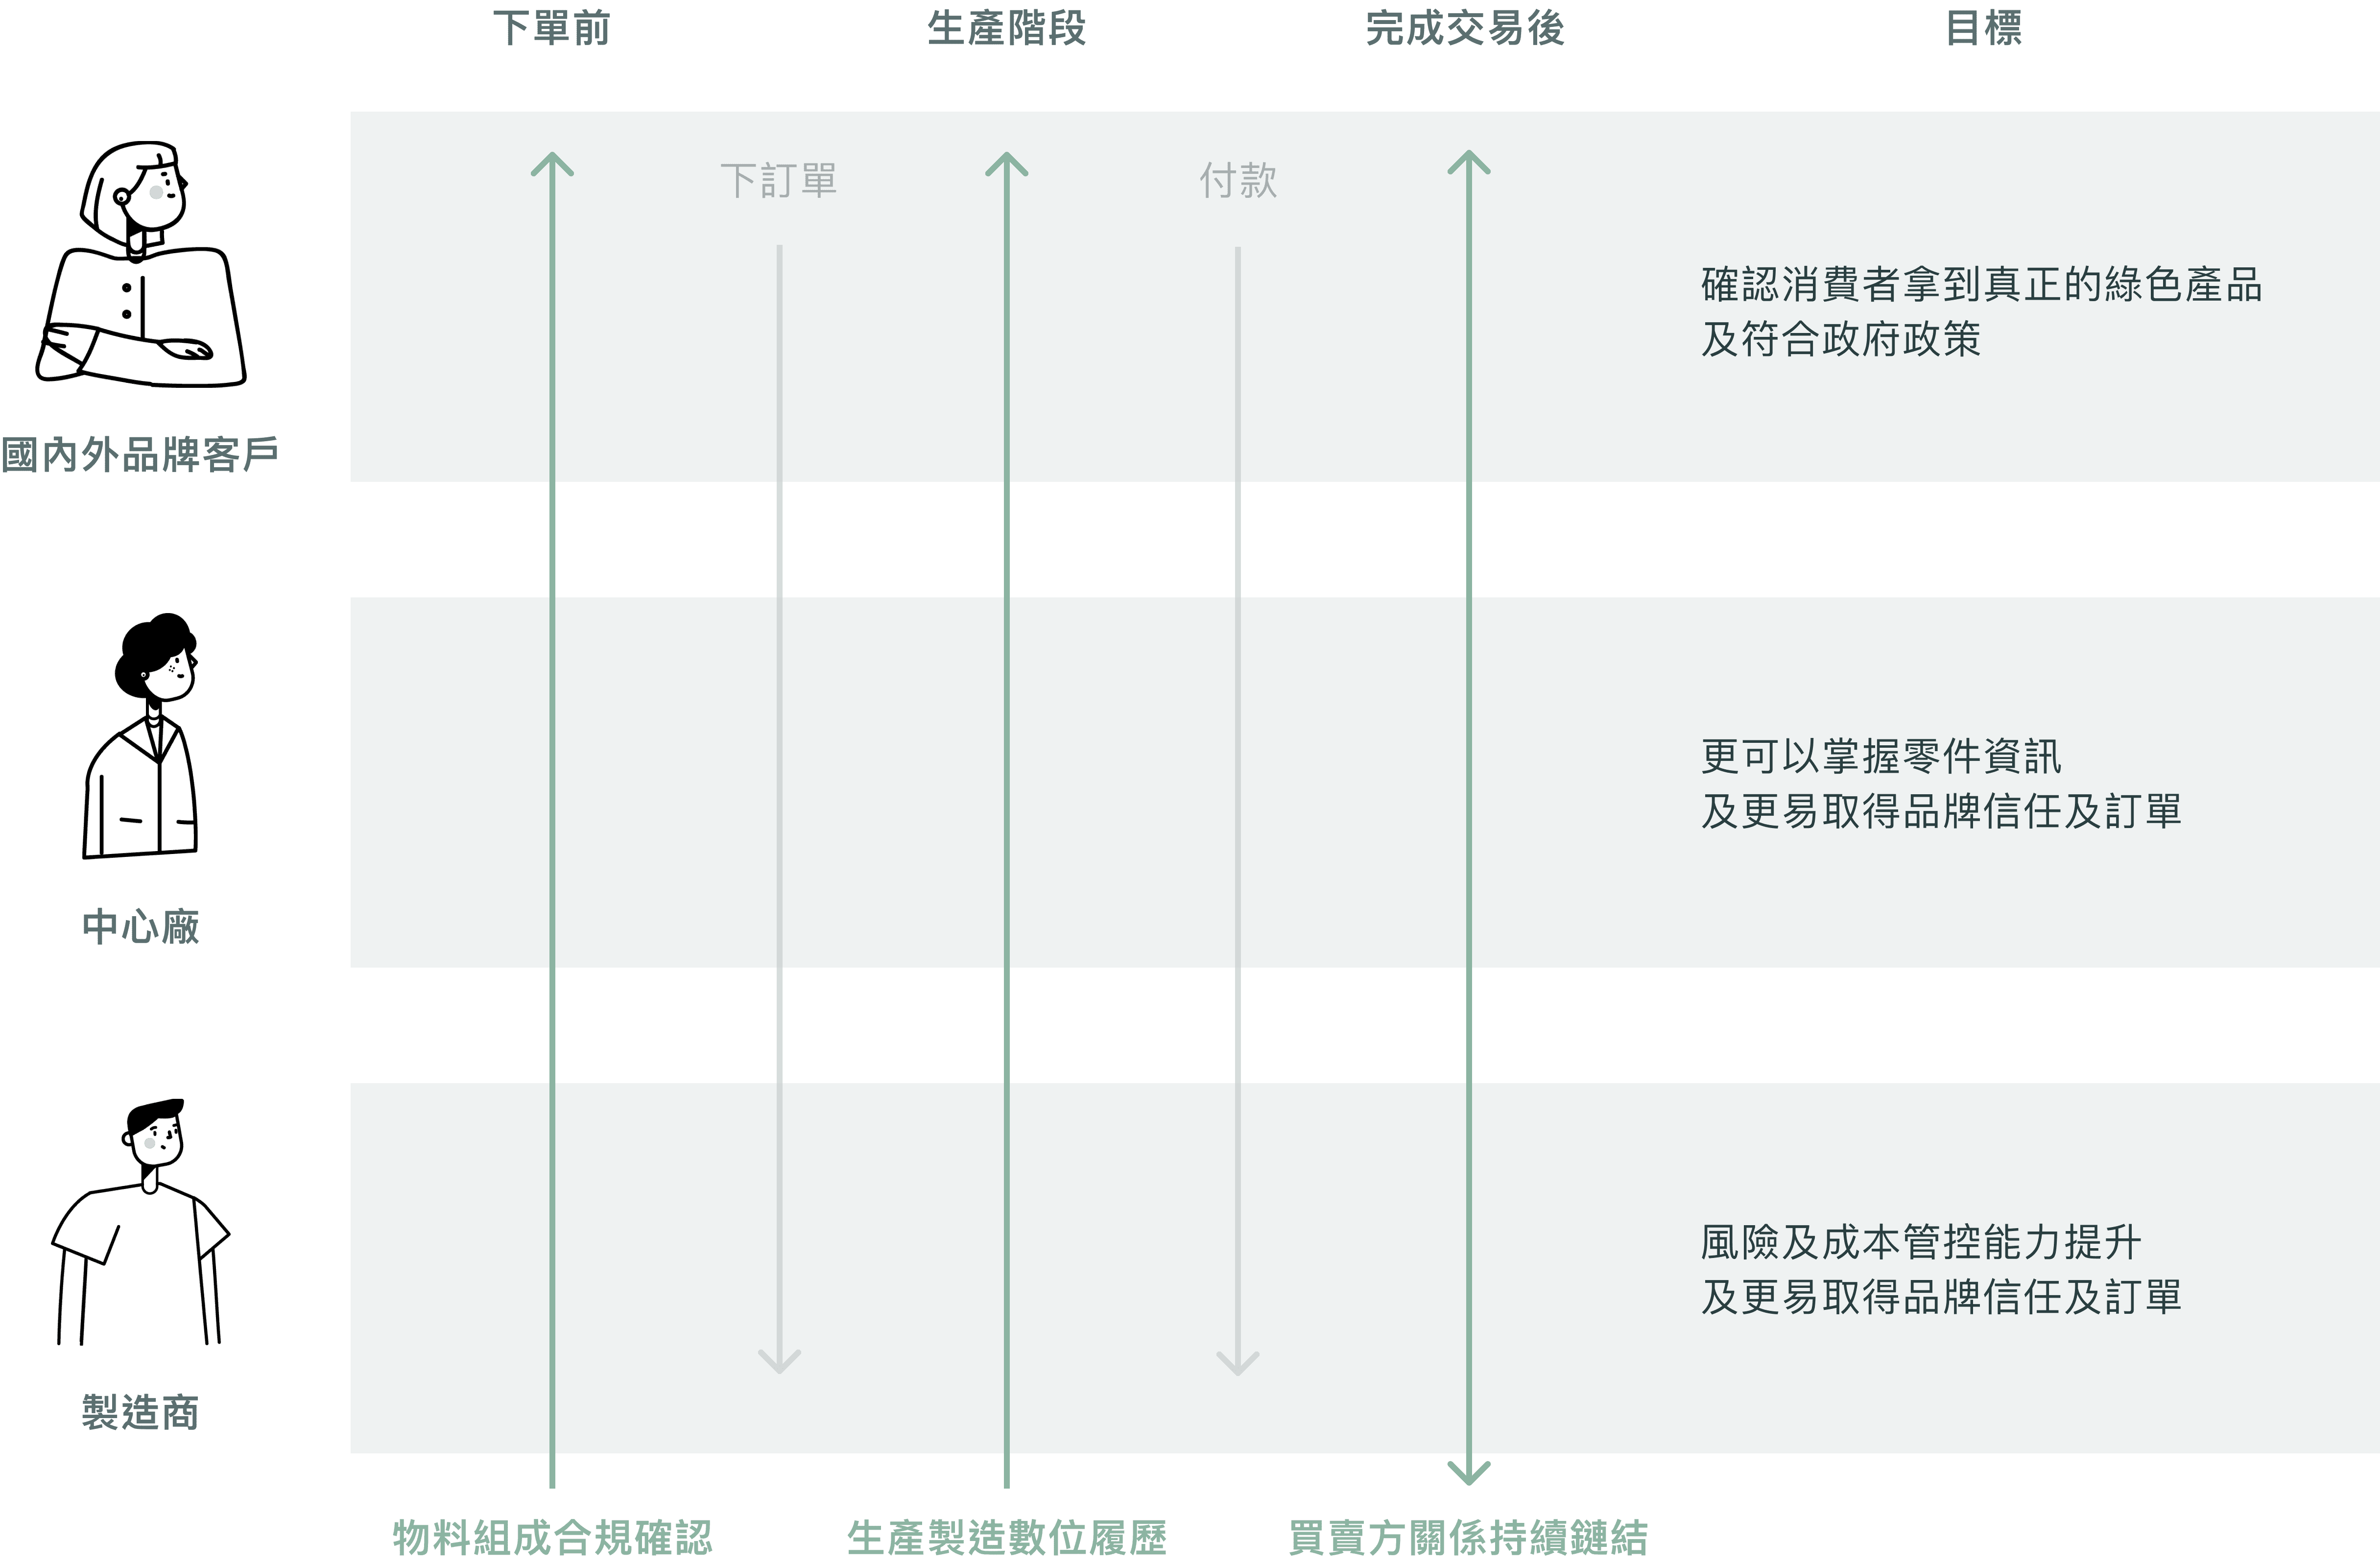 下單前
生產階段
完成交易後
目標
下訂單
付款
確認消費者拿到真正的綠色產品
及符合政府政策
國內外品牌客戶
更可以掌握零件資訊
及更易取得品牌信任及訂單
中心廠
風險及成本管控能力提升
及更易取得品牌信任及訂單
製造商
物料組成合規確認
生產製造數位履歷
買賣方關係持續鏈結